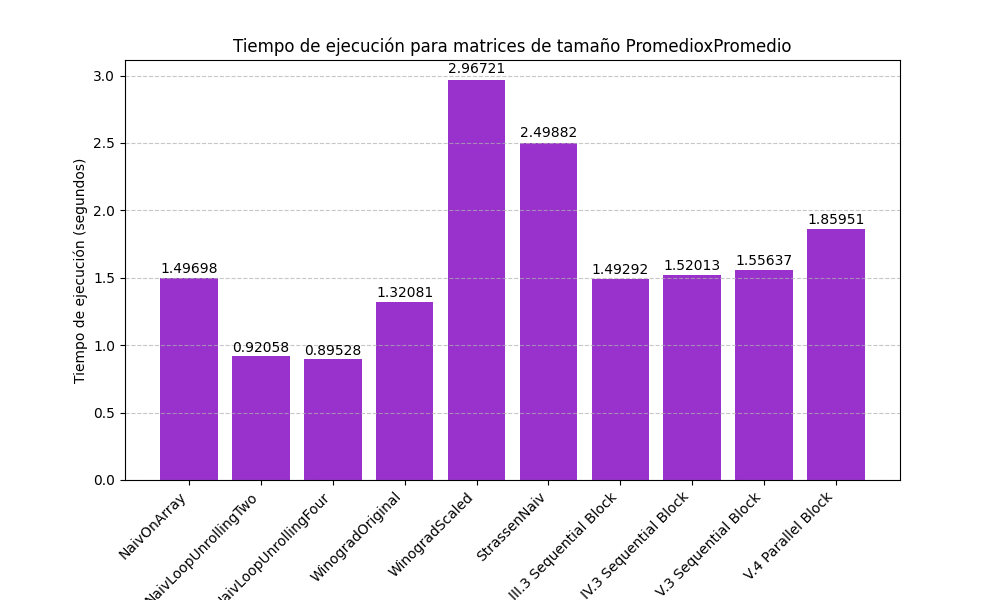 Tiempo de ejecución para matrices de tamaño PromedioxPromedio
Tiempo de ejecución (segundos)
3.0
2.5
2.0
1.5
1.0
0.5
0.0
1.49698
0.92058
0.89528
1.32081
2.96721
2.49882
1.49292
1.52013
1.55637
1.85951
NaivOnArray
NaivLoopUnrollingTwo
NaivLoopUnrollingFour
WinogradOriginal
WinogradScaled
StrassenNaiv
III.3 Sequential Block
IV.3 Sequential Block
V.3 Sequential Block
V.4 Parallel Block